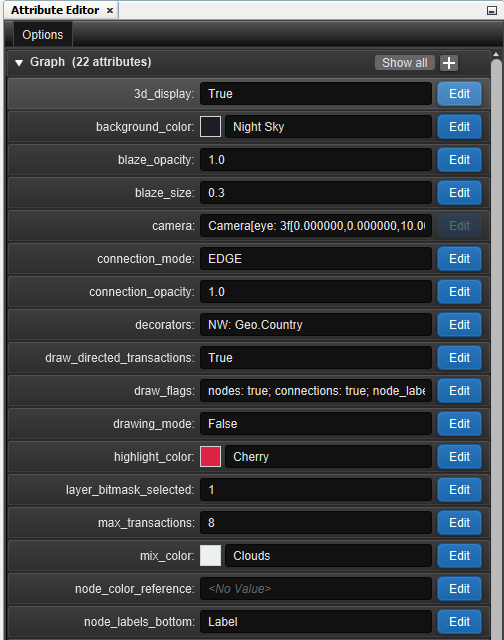 Attribute Editor ×
Options
Graph (22 attributes) Show all +
3d_display: True Edit
background_color: Night Sky Edit
blaze_opacity: 1.0 Edit
blaze_size: 0.3 Edit
camera: Camera[eye: 3f[0.000000,0.000000,10.00 Edit
connection_mode: EDGE Edit
connection_opacity: 1.0 Edit
decorators: NW: Geo.Country Edit
draw_directed_transactions: True Edit
draw_flags: nodes: true; connections: true; node_labe Edit
drawing_mode: False Edit
highlight_color: Cherry Edit
layer_bitmask_selected: 1 Edit
max_transactions: 8 Edit
mix_color: Clouds Edit
node_color_reference: <No Value> Edit
node_labels_bottom: Label Edit